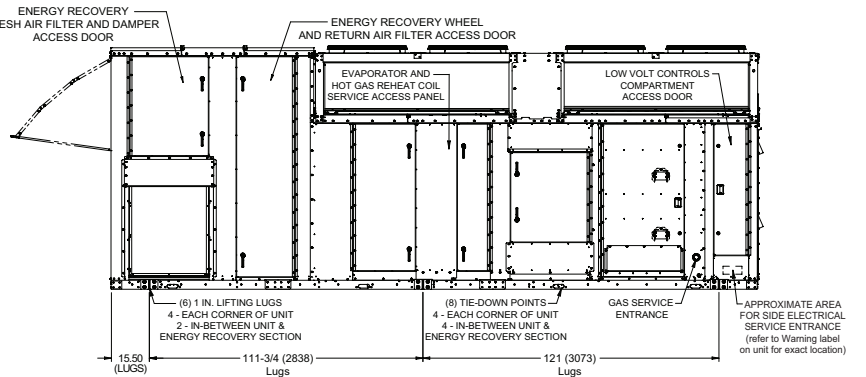 ENERGY RECOVERY
ESH AIR FILTER AND DAMPER
ACCESS DOOR
ENERGY RECOVERY WHEEL
AND RETURN AIR FILTER ACCESS DOOR
EVAPORATOR AND
HOT GAS REHEAT COIL
SERVICE ACCESS PANEL
LOW VOLT CONTROLS
COMPARTMENT
ACCESS DOOR
(6) 1 IN. LIFTING LUGS
4 - EACH CORNER OF UNIT
2 - IN-BETWEEN UNIT &
ENERGY RECOVERY SECTION
(8) TIE-DOWN POINTS
4 - EACH CORNER OF UNIT
4 - IN-BETWEEN UNIT &
ENERGY RECOVERY SECTION
GAS SERVICE
ENTRANCE
APPROXIMATE AREA
FOR SIDE ELECTRICAL
SERVICE ENTRANCE
(refer to Warning label
on unit for exact location)
15.50
(LUGS)
111-3/4 (2838)
Lugs
121 (3073)
Lugs